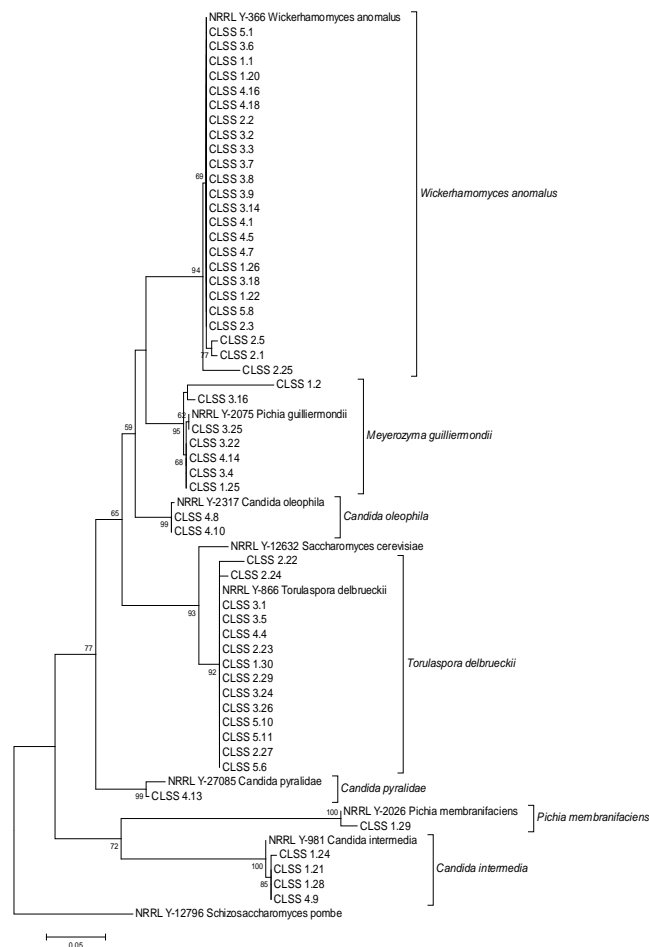 NRRL Y-366 Wickerhamomyces anomalus
CLSS 5.1
CLSS 3.6
CLSS 1.1
CLSS 1.20
CLSS 4.16
CLSS 4.18
CLSS 2.2
CLSS 3.2
CLSS 3.3
CLSS 3.7
69
CLSS 3.8
CLSS 3.9
Wickerhamomyces anomalus
CLSS 3.14
CLSS 4.1
CLSS 4.5
CLSS 4.7
94
CLSS 1.26
CLSS 3.18
CLSS 1.22
CLSS 5.8
CLSS 2.3
CLSS 2.5
77
CLSS 2.1
CLSS 2.25
CLSS 1.2
CLSS 3.16
62
NRRL Y-2075 Pichia guilliermondii
95
CLSS 3.25
Meyerozyma guilliermondii
59
CLSS 3.22
68
CLSS 4.14
CLSS 3.4
CLSS 1.25
NRRL Y-2317 Candida oleophila
65
CLSS 4.8
Candida oleophila
99
CLSS 4.10
NRRL Y-12632 Saccharomyces cerevisiae
CLSS 2.22
CLSS 2.24
NRRL Y-866 Torulaspora delbrueckii
93
CLSS 3.1
CLSS 3.5
CLSS 4.4
77
CLSS 2.23
CLSS 1.30
Torulaspora delbrueckii
92
CLSS 2.29
CLSS 3.24
CLSS 3.26
CLSS 5.10
CLSS 5.11
CLSS 2.27
CLSS 5.6
NRRL Y-27085 Candida pyralidae
Candida pyralidae
99
CLSS 4.13
100
NRRL Y-2026 Pichia membranifaciens
Pichia membranifaciens
CLSS 1.29
72
NRRL Y-981 Candida intermedia
100
CLSS 1.24
CLSS 1.21
Candida intermedia
85
CLSS 1.28
CLSS 4.9
NRRL Y-12796 Schizosaccharomyces pombe
0.05